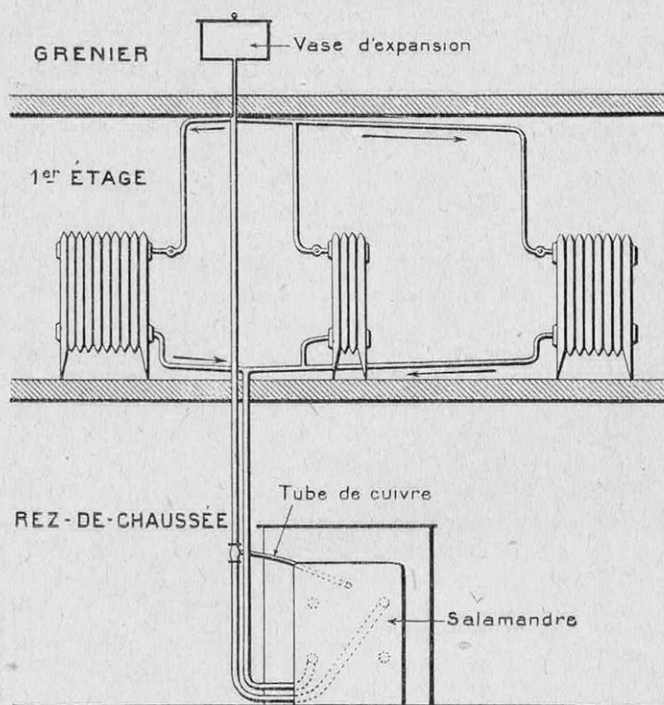 Vase d'expansion
GRENIER
1er ÉTAGE
Tube de cuivre
REZ-DE-CHAUSSÉE
Salamandre